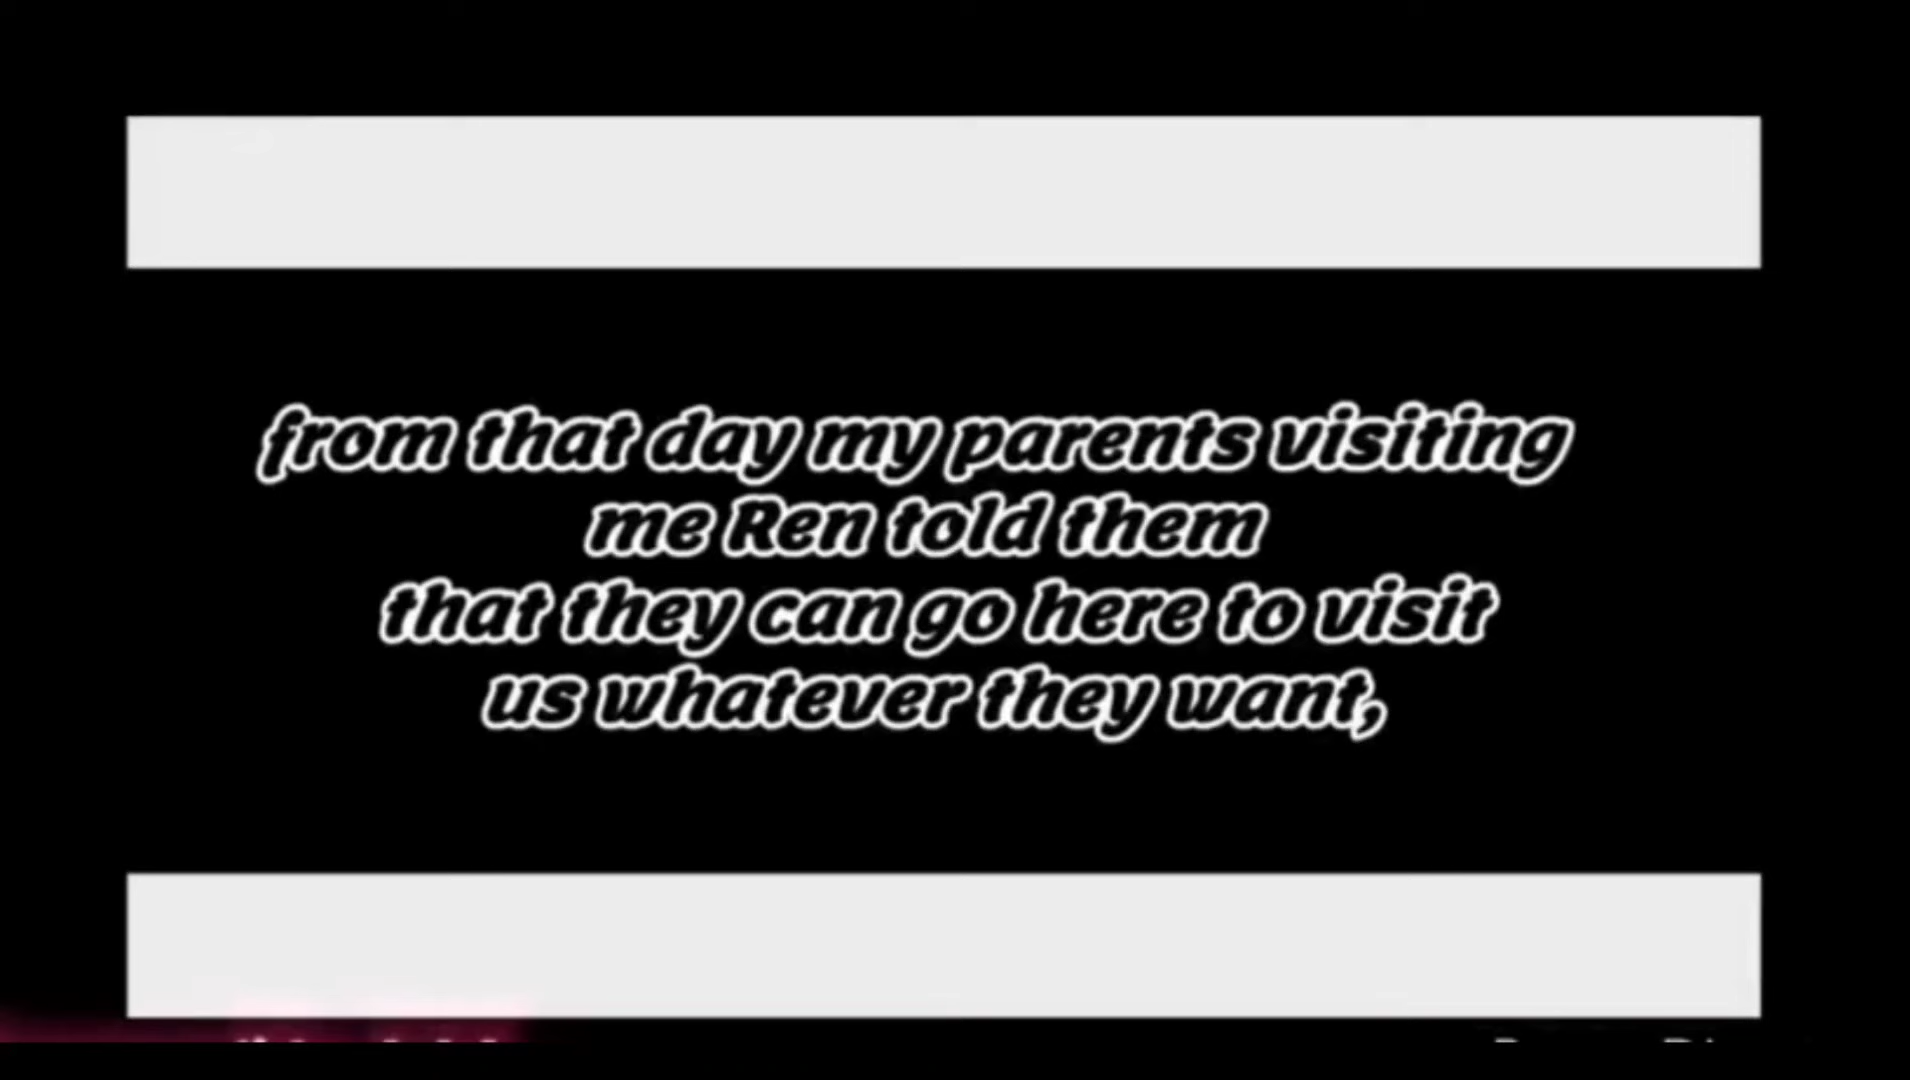 from that day my parents visiting
me Ren told them
that they can go here to visit
us whatever they want,